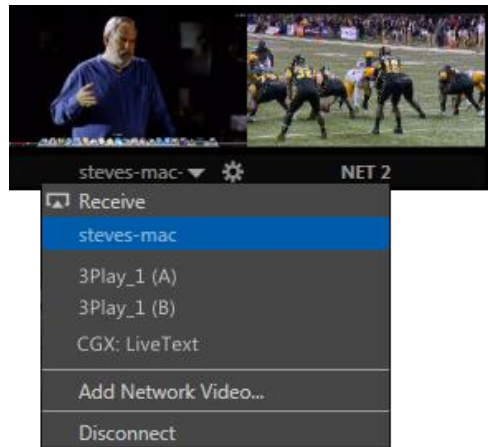 steves-mac- NET 2
Receive
steves-mac
3Play_1 (A)
3Play_1 (B)
CGX: LiveText
Add Network Video...
Disconnect